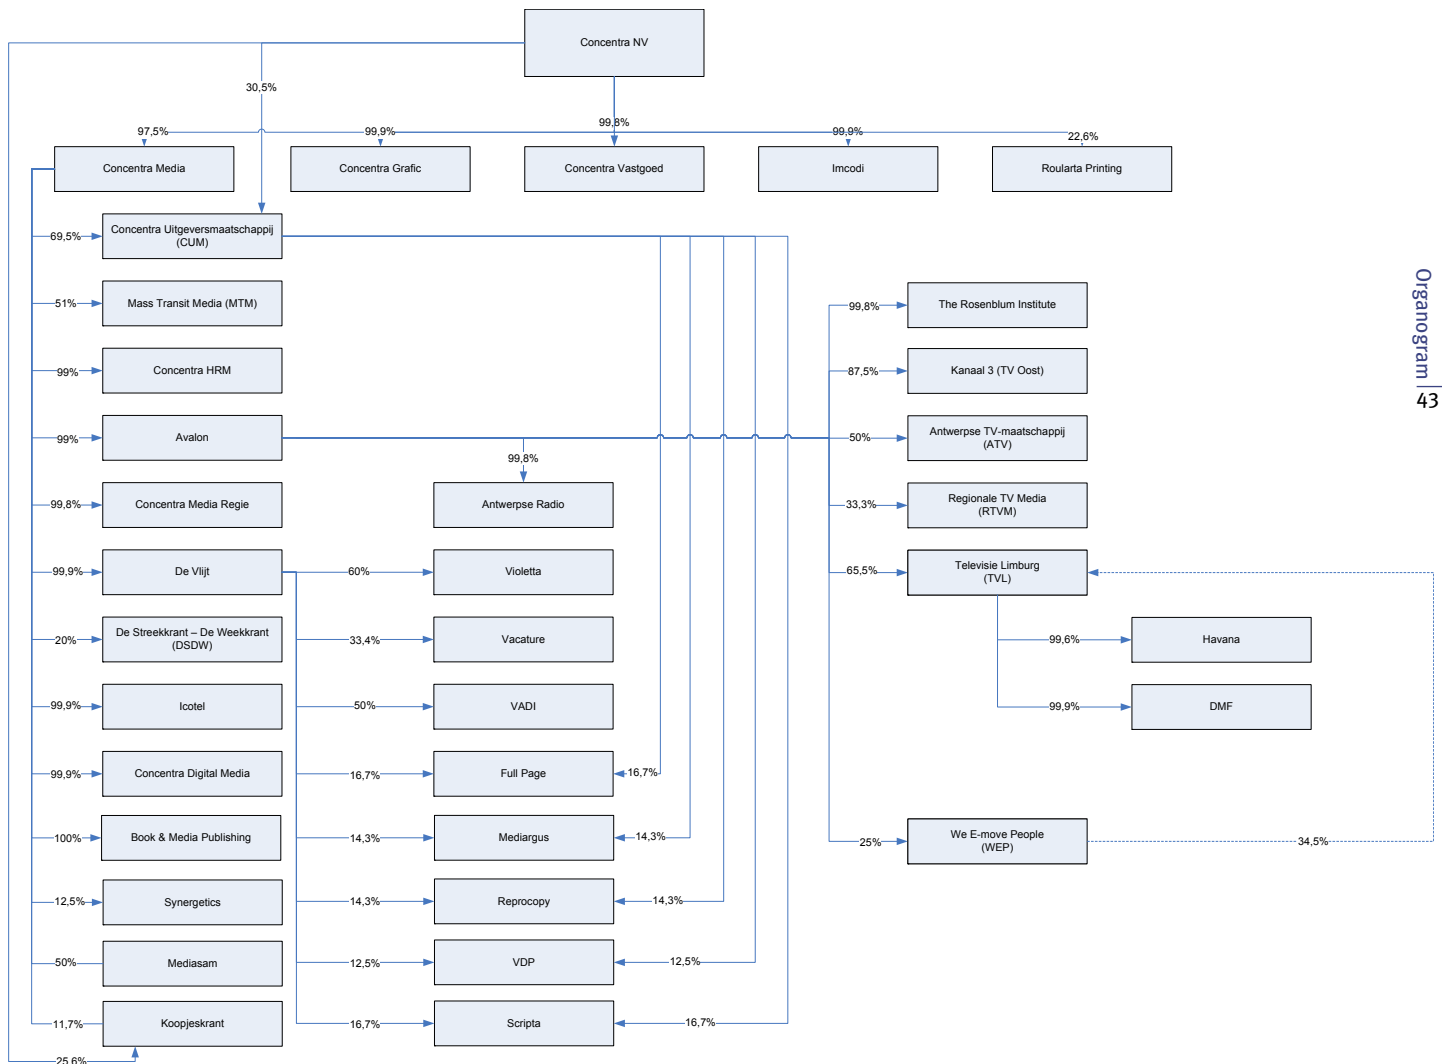 Concentra NV
30,5%
97,5%
99,9%
99,8%
99,9%
22,6%
Concentra Media
Concentra Grafic
Concentra Vastgoed
Imcodi
Roularta Printing
69,5%
Concentra Uitgeversmaatschappij
(CUM)
51%
Mass Transit Media (MTM)
99,8%
The Rosenblum Institute
99%
Concentra HRM
87,5%
Kanaal 3 (TV Oost)
99%
Avalon
50%
Antwerpse TV-maatschappij
(ATV)
99,8%
99,8%
Concentra Media Regie
Antwerpse Radio
33,3%
Regionale TV Media
(RTVM)
99,9%
De Vlijt
60%
Violetta
65,5%
Televisie Limburg
(TVL)
20%
De Streekkrant – De Weekkrant
(DSDW)
33,4%
Vacature
99,6%
Havana
99,9%
Icotel
50%
VADI
99,9%
DMF
99,9%
Concentra Digital Media
16,7%
Full Page
16,7%
100%
Book & Media Publishing
14,3%
Mediargus
14,3%
25%
We E-move People
(WEP)
34,5%
12,5%
Synergetics
14,3%
Reprocopy
14,3%
50%
Mediasam
12,5%
VDP
12,5%
11,7%
Koopjeskrant
16,7%
Scripta
16,7%
25,6%
Organogram
43